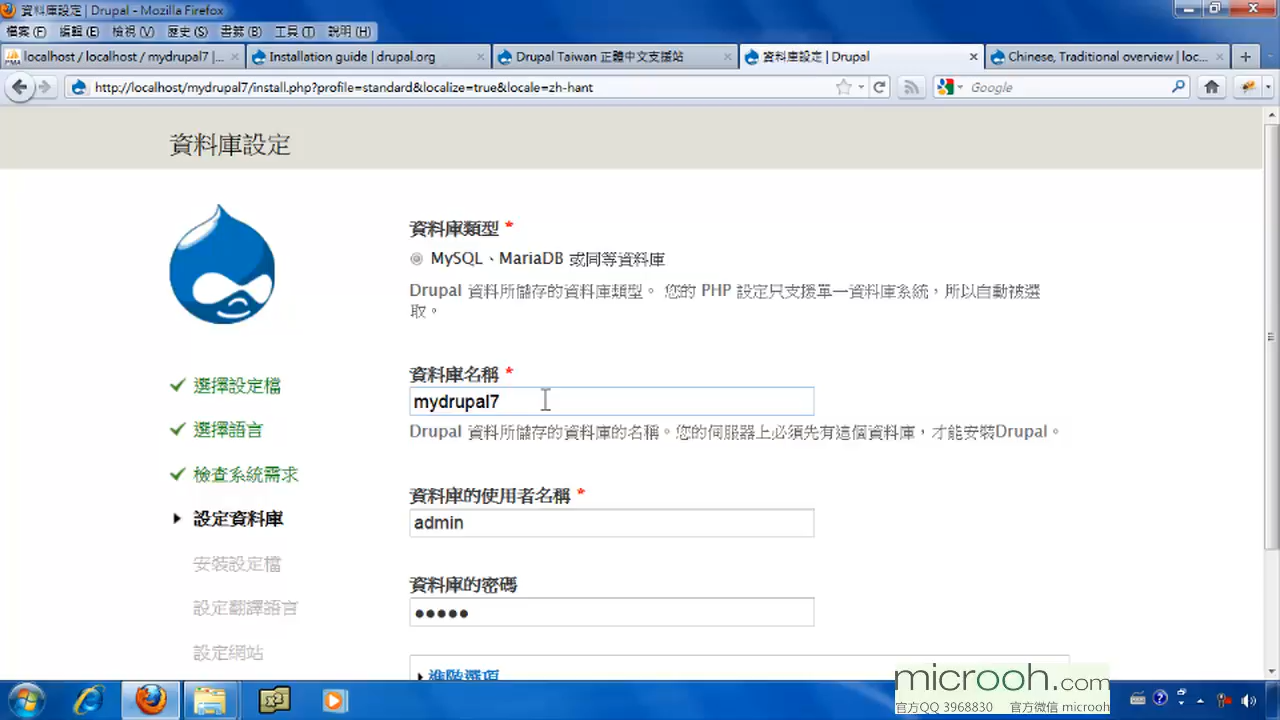 資料庫設定 | Drupal - Mozilla Firefox
檔案(F) 編輯(E) 檢視(V) 歷史(S) 書籤(B) 工具(T) 說明(H)
localhost / localhost / mydrupal7 |...
Installation guide | drupal.org
Drupal Taiwan 正體中文支援站
資料庫設定 | Drupal
Chinese, Traditional overview | loc...
http://localhost/mydrupal7/install.php?profile=standard&localize=true&locale=zh-hant
Google
資料庫設定
資料庫類型 *
MySQL、MariaDB 或同等資料庫
Drupal 資料所儲存的資料庫類型。 您的 PHP 設定只支援單一資料庫系統，所以自動被選
取。
資料庫名稱 *
mydrupal7
Drupal 資料所儲存的資料庫的名稱。您的伺服器上必須先有這個資料庫，才能安裝Drupal。
資料庫的使用者名稱 *
admin
資料庫的密碼
●●●●●
進階選項
選擇設定檔
選擇語言
檢查系統需求
設定資料庫
安裝設定檔
設定翻譯語言
設定網站
microoh.com
官方QQ 3968830 官方微信 microoh